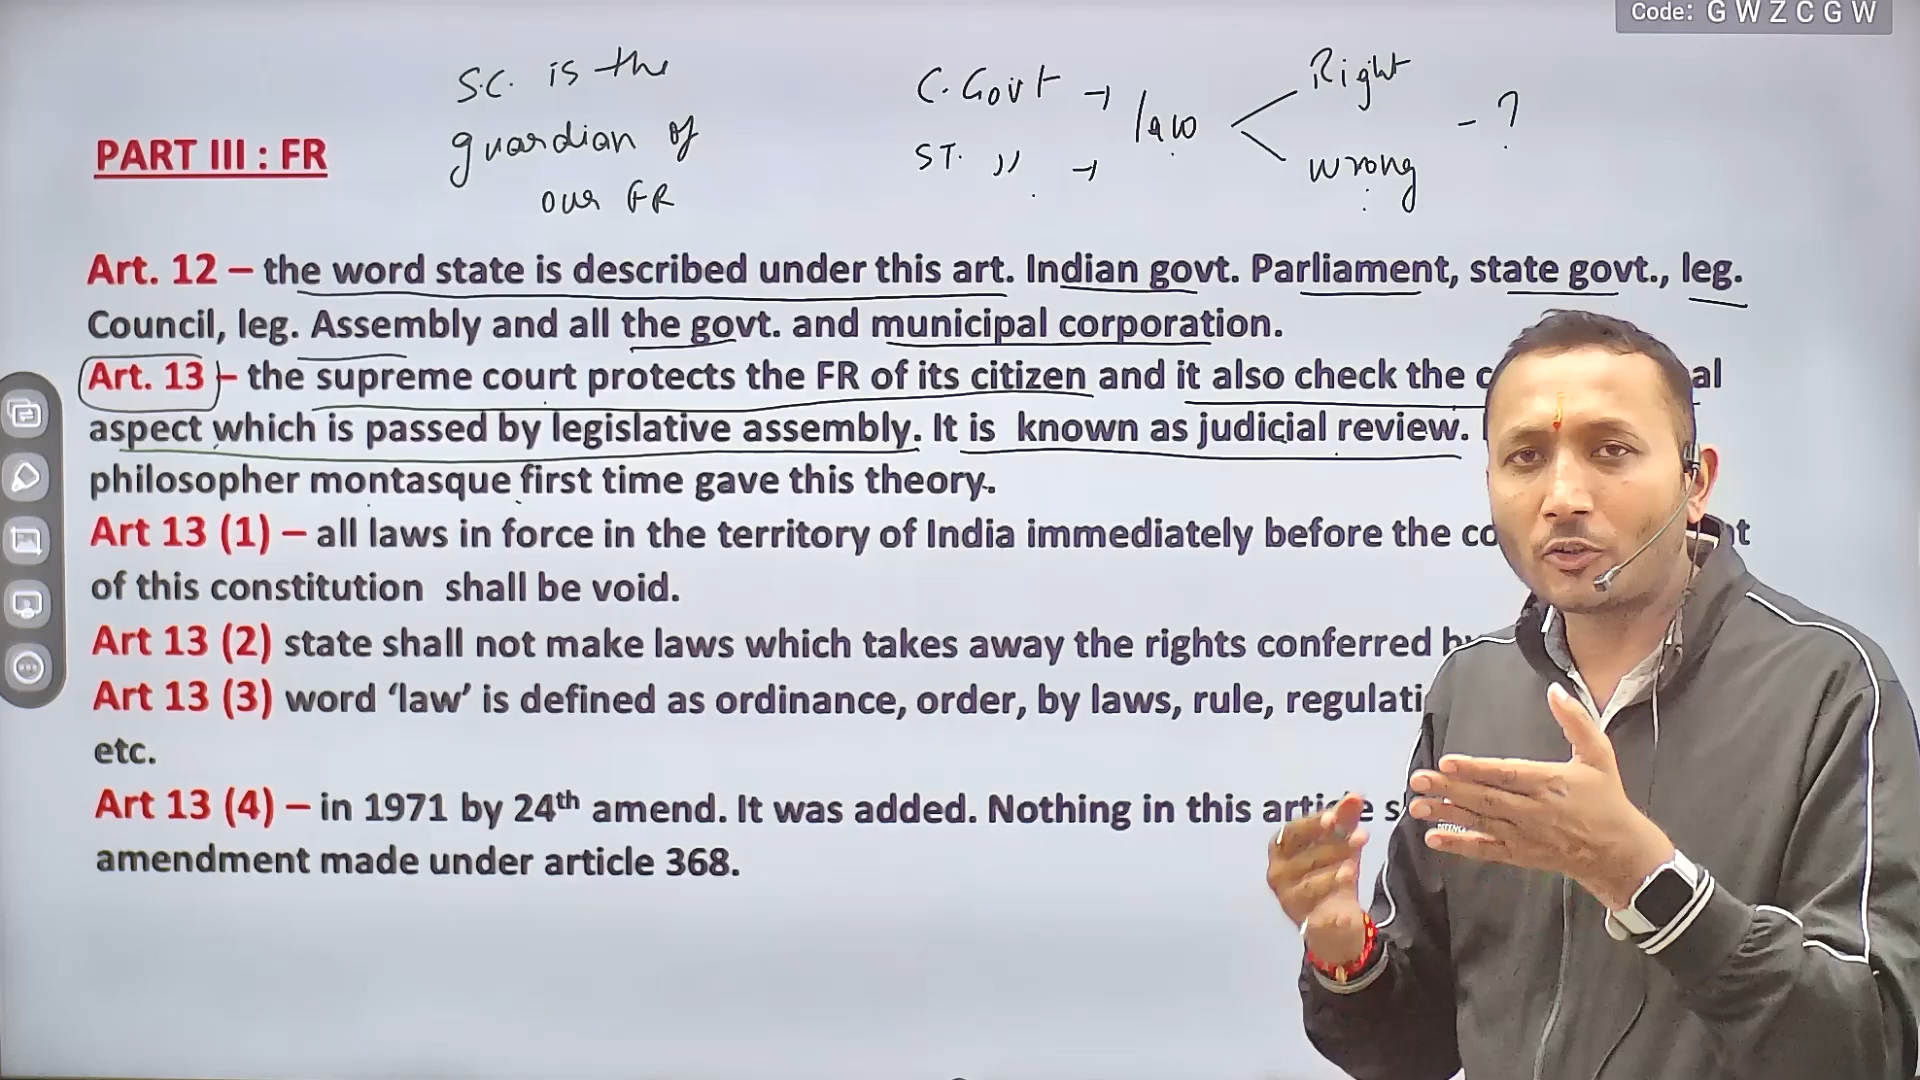 Code: G W Z C G W
S.C. is the
guardian of
our FR
C. Govt → law
ST. ,, →
Right
wrong
- ?
PART III : FR
Art. 12 – the word state is described under this art. Indian govt. Parliament, state govt., leg.
Council, leg. Assembly and all the govt. and municipal corporation.
Art. 13 – the supreme court protects the FR of its citizen and it also check the c al
aspect which is passed by legislative assembly. It is known as judicial review.
philosopher montasque first time gave this theory.
Art 13 (1) – all laws in force in the territory of India immediately before the co t
of this constitution shall be void.
Art 13 (2) state shall not make laws which takes away the rights conferred
Art 13 (3) word ‘law’ is defined as ordinance, order, by laws, rule, regulati
etc.
Art 13 (4) – in 1971 by 24th amend. It was added. Nothing in this article s
amendment made under article 368.